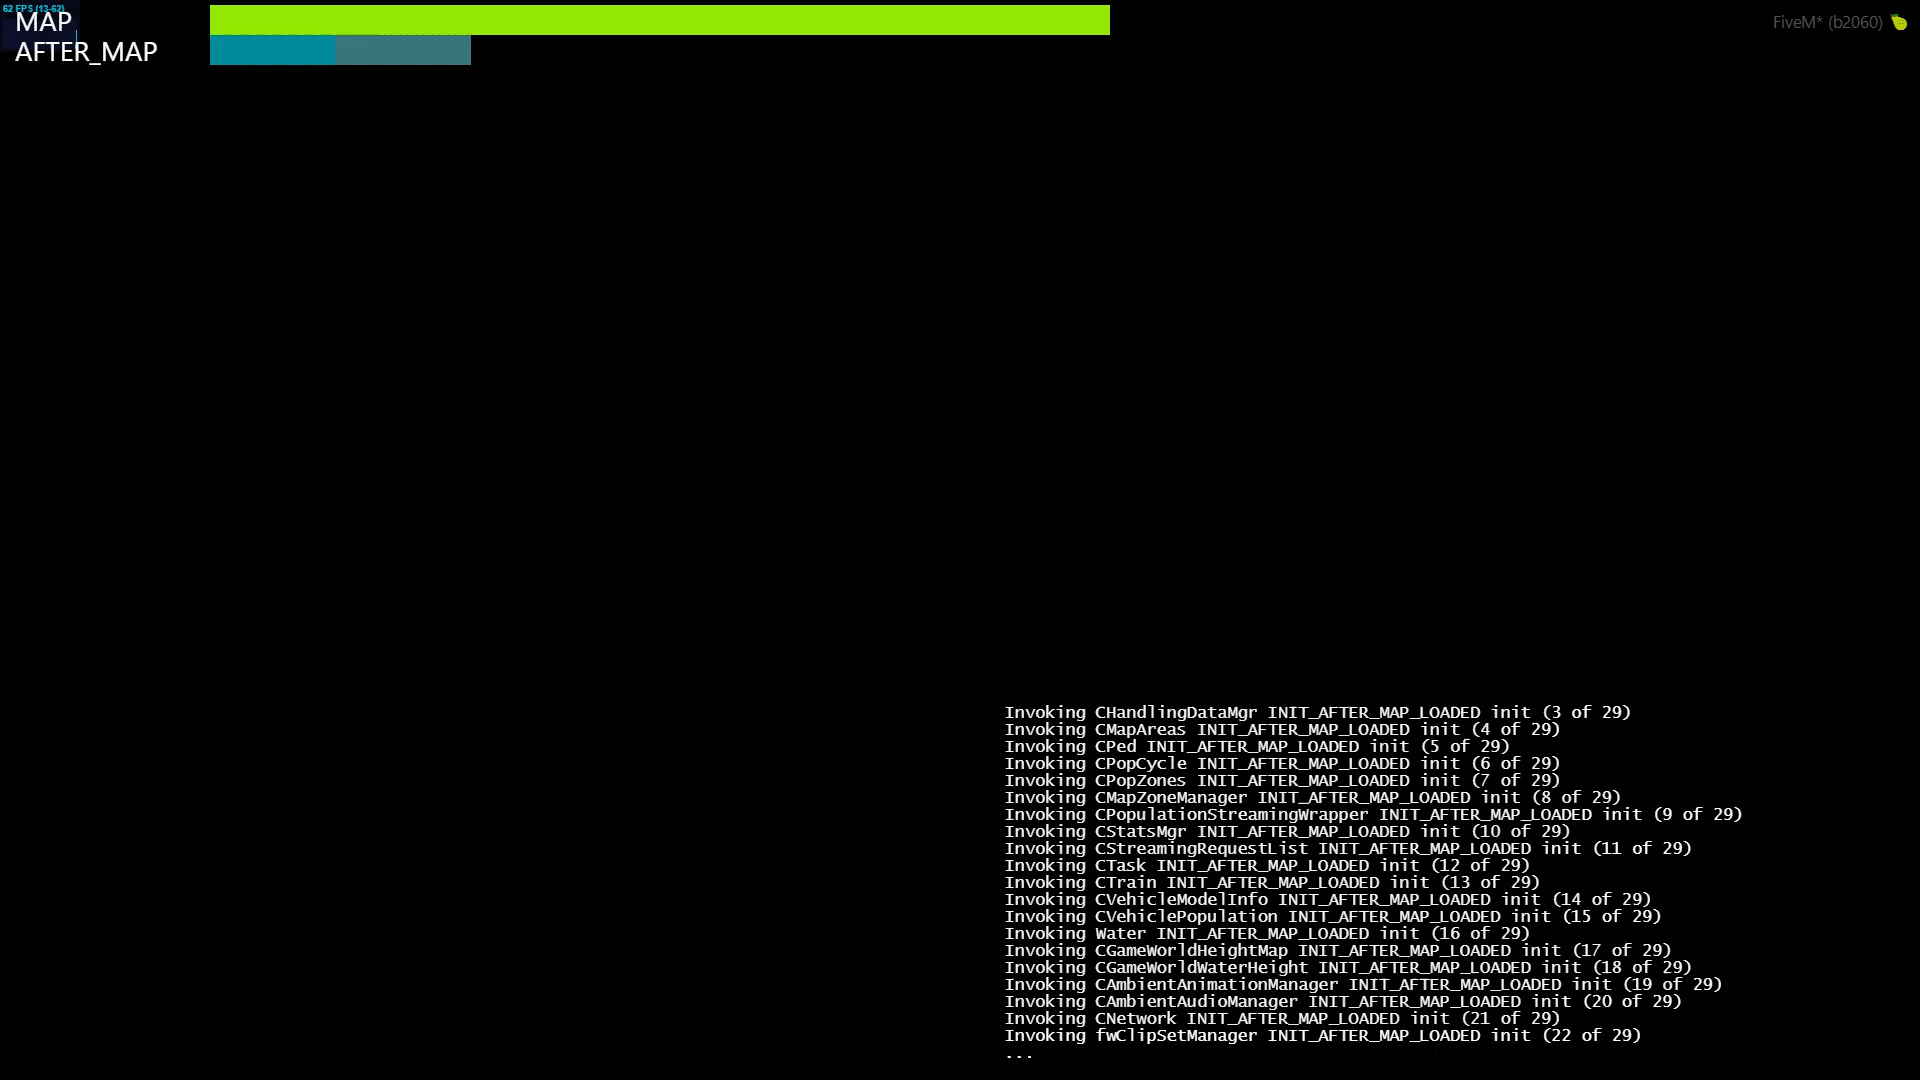 62 FPS (13-62)
MAP
AFTER_MAP
FiveM* (b2060)
Invoking CHandlingDataMgr INIT_AFTER_MAP_LOADED init (3 of 29)
Invoking CMapAreas INIT_AFTER_MAP_LOADED init (4 of 29)
Invoking CPed INIT_AFTER_MAP_LOADED init (5 of 29)
Invoking CPopCycle INIT_AFTER_MAP_LOADED init (6 of 29)
Invoking CPopZones INIT_AFTER_MAP_LOADED init (7 of 29)
Invoking CMapZoneManager INIT_AFTER_MAP_LOADED init (8 of 29)
Invoking CPopulationStreamingWrapper INIT_AFTER_MAP_LOADED init (9 of 29)
Invoking CStatsMgr INIT_AFTER_MAP_LOADED init (10 of 29)
Invoking CStreamingRequestList INIT_AFTER_MAP_LOADED init (11 of 29)
Invoking CTask INIT_AFTER_MAP_LOADED init (12 of 29)
Invoking CTrain INIT_AFTER_MAP_LOADED init (13 of 29)
Invoking CVehicleModelInfo INIT_AFTER_MAP_LOADED init (14 of 29)
Invoking CVehiclePopulation INIT_AFTER_MAP_LOADED init (15 of 29)
Invoking Water INIT_AFTER_MAP_LOADED init (16 of 29)
Invoking CGameWorldHeightMap INIT_AFTER_MAP_LOADED init (17 of 29)
Invoking CGameWorldWaterHeight INIT_AFTER_MAP_LOADED init (18 of 29)
Invoking CAmbientAnimationManager INIT_AFTER_MAP_LOADED init (19 of 29)
Invoking CAmbientAudioManager INIT_AFTER_MAP_LOADED init (20 of 29)
Invoking CNetwork INIT_AFTER_MAP_LOADED init (21 of 29)
Invoking fwClipSetManager INIT_AFTER_MAP_LOADED init (22 of 29)
...